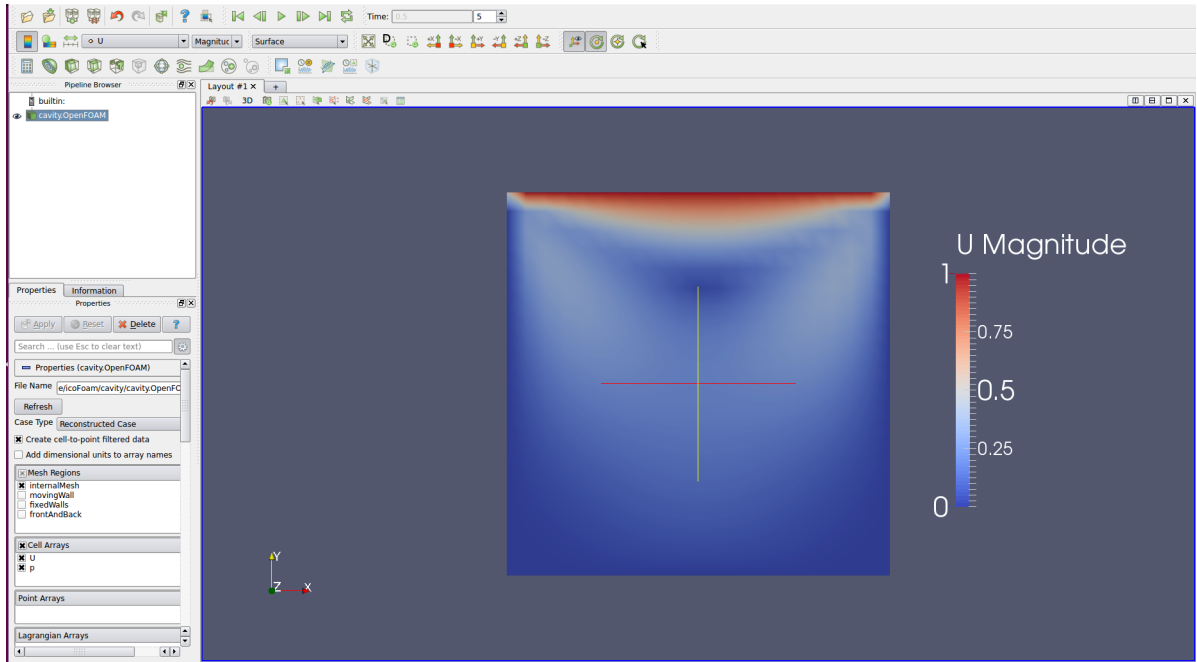 Time: 0.5 5
U Magnituc Surface
Pipeline Browser
Layout #1 x +
builtin:
3D
cavity.OpenFOAM
U Magnitude
1
0.75
0.5
0.25
0
Properties Information
Properties
Apply Reset Delete ?
Search ... (use Esc to clear text)
Properties (cavity.OpenFOAM)
File Name e/icoFoam/cavity/cavity.OpenFC
Refresh
Case Type Reconstructed Case
Create cell-to-point filtered data
Add dimensional units to array names
Mesh Regions
internalMesh
movingWall
fixedWalls
frontAndBack
Cell Arrays
U
p
Point Arrays
Lagrangian Arrays
Y
Z X